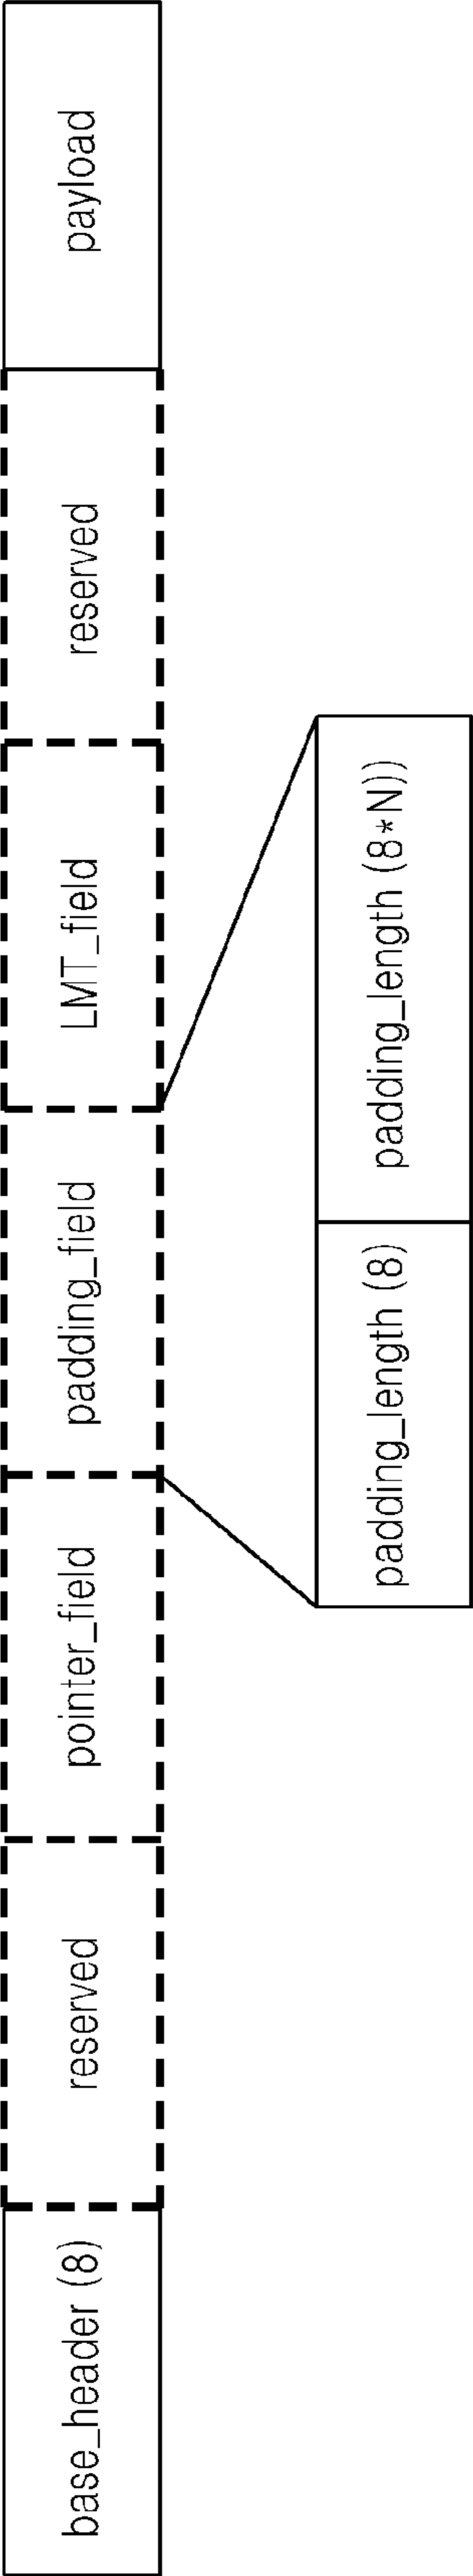 base_header (8)
reserved
pointer_field
padding_field
LMT_field
reserved
payload
padding_length (8)
padding_length (8*N))